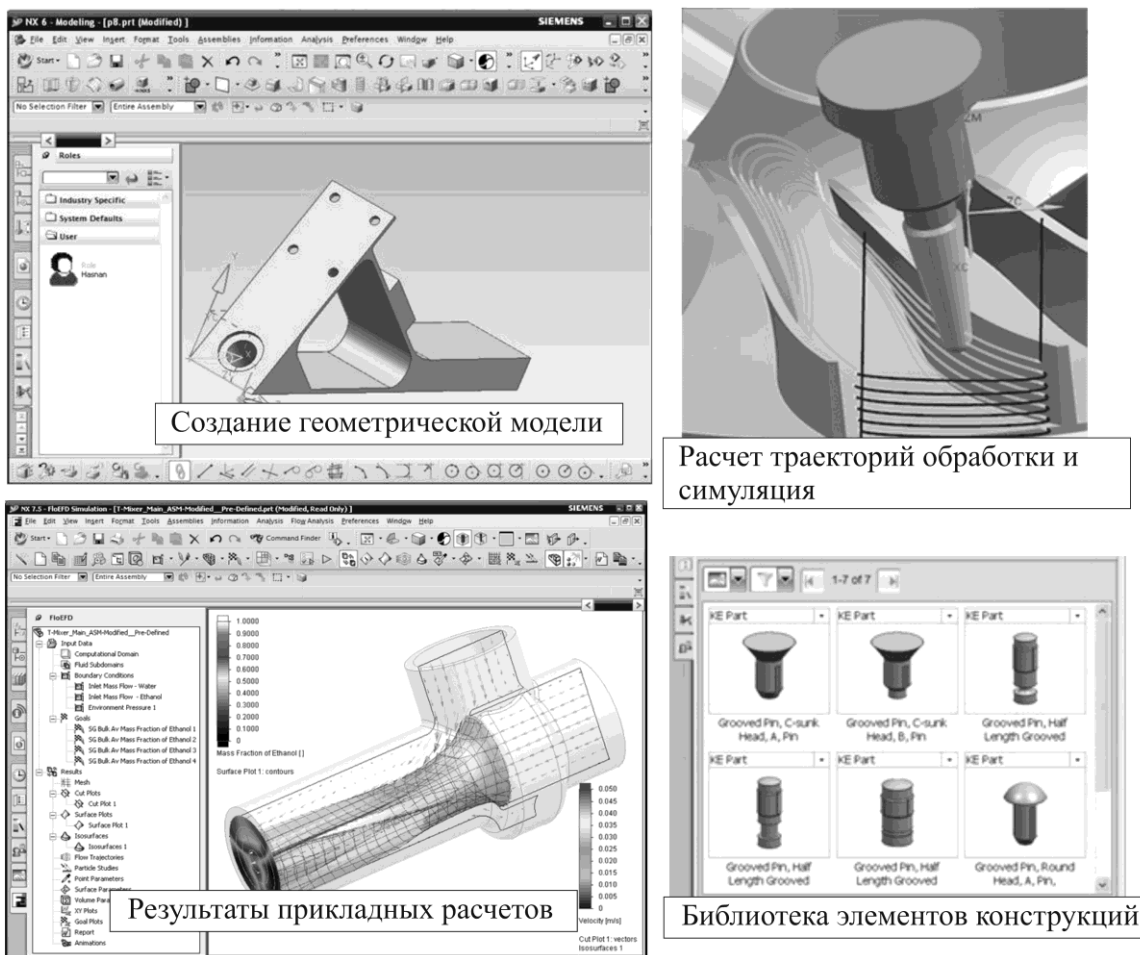 NX 6 - Modeling - [p8.prt (Modified) ]
SIEMENS
File Edit View Insert Format Tools Assemblies Information Analysis Preferences Window Help
Start
No Selection Filter
Entire Assembly
Roles
Industry Specific
System Defaults
User
Role
Hasnan
Y
X
Создание геометрической модели
ZM
ZC
XC
Расчет траекторий обработки и
симуляция
NX 7.5 - FloEFD Simulation - [T-Mixer_Main_ASM-Modified__Pre-Defined.prt (Modified, Read Only) ]
SIEMENS
File Edit View Insert Format Tools Assemblies Information Analysis Flow Analysis Preferences Window Help
Start
Command Finder
No Selection Filter
Entire Assembly
FloEFD
T-Mixer_Main_ASM-Modified__Pre-Defined
Input Data
Computational Domain
Fluid Subdomains
Boundary Conditions
Inlet Mass Flow - Water
Inlet Mass Flow - Ethanol
Environment Pressure 1
Goals
SG Bulk Av Mass Fraction of Ethanol 1
SG Bulk Av Mass Fraction of Ethanol 2
SG Bulk Av Mass Fraction of Ethanol 3
SG Bulk Av Mass Fraction of Ethanol 4
Results
Mesh
Cut Plots
Cut Plot 1
Surface Plots
Surface Plot 1
Isosurfaces
Isosurfaces 1
Flow Trajectories
Particle Studies
Point Parameters
Surface Parameters
Volume Para
XY Plots
Goal Plots
Report
Animations
1.0000
0.9000
0.8000
0.7000
0.6000
0.5000
0.4000
0.3000
0.2000
0.1000
0
Mass Fraction of Ethanol [ ]
Surface Plot 1: contours
0.050
0.045
0.040
0.035
0.030
0.025
0.020
0.015
0.010
0.005
0
Velocity [m/s]
Cut Plot 1: vectors
Isosurfaces 1
Результаты прикладных расчетов
1-7 of 7
KE Part
KE Part
KE Part
Grooved Pin, C-sunk
Head, A, Pin
Grooved Pin, C-sunk
Head, B, Pin
Grooved Pin, Half
Length Grooved
KE Part
KE Part
KE Part
Grooved Pin, Half
Length Grooved
Grooved Pin, Half
Length Grooved
Grooved Pin, Round
Head, A, Pin,
Библиотека элементов конструкций